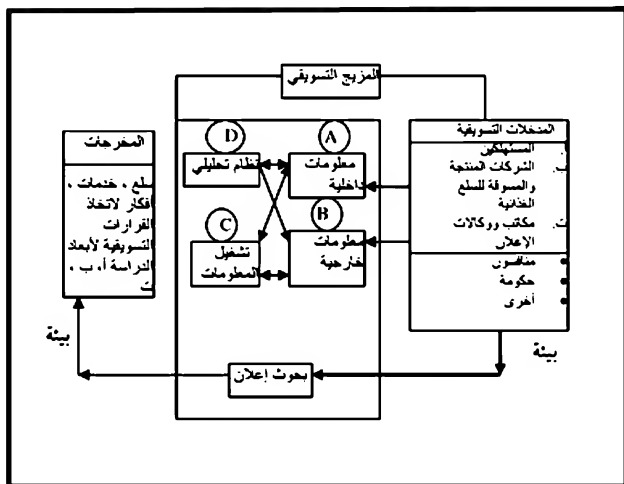 المزيج التسويقي
المدخلات التسويقية
أ. المستهلكين
ب. الشركات المنتجة
والمسوقة للسلع
الغذائية
ت. مكاتب ووكالات
الإعلان
• منافسون
• حكومة
• أخرى
بيئة
A
معلومات
داخلية
B
معلومات
خارجية
D
نظام تحليلي
C
تشغيل
المعلومات
بحوث إعلان
المخرجات
سلع ، خدمات ،
أفكار لاتخاذ
القرارات
التسويقية لأبعاد
الدراسة أ، ب ،
ت
بيئة